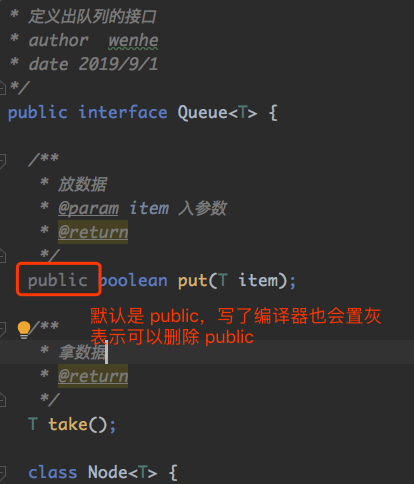 * 定义出队列的接口
* author  wenhe
* date 2019/9/1
*/
public interface Queue<T> {
/**
* 放数据
* @param item 入参数
* @return
*/
public boolean put(T item);
默认是 public，写了编译器也会置灰
表示可以删除 public
/**
* 拿数据
* @return
*/
T take();
class Node<T> {